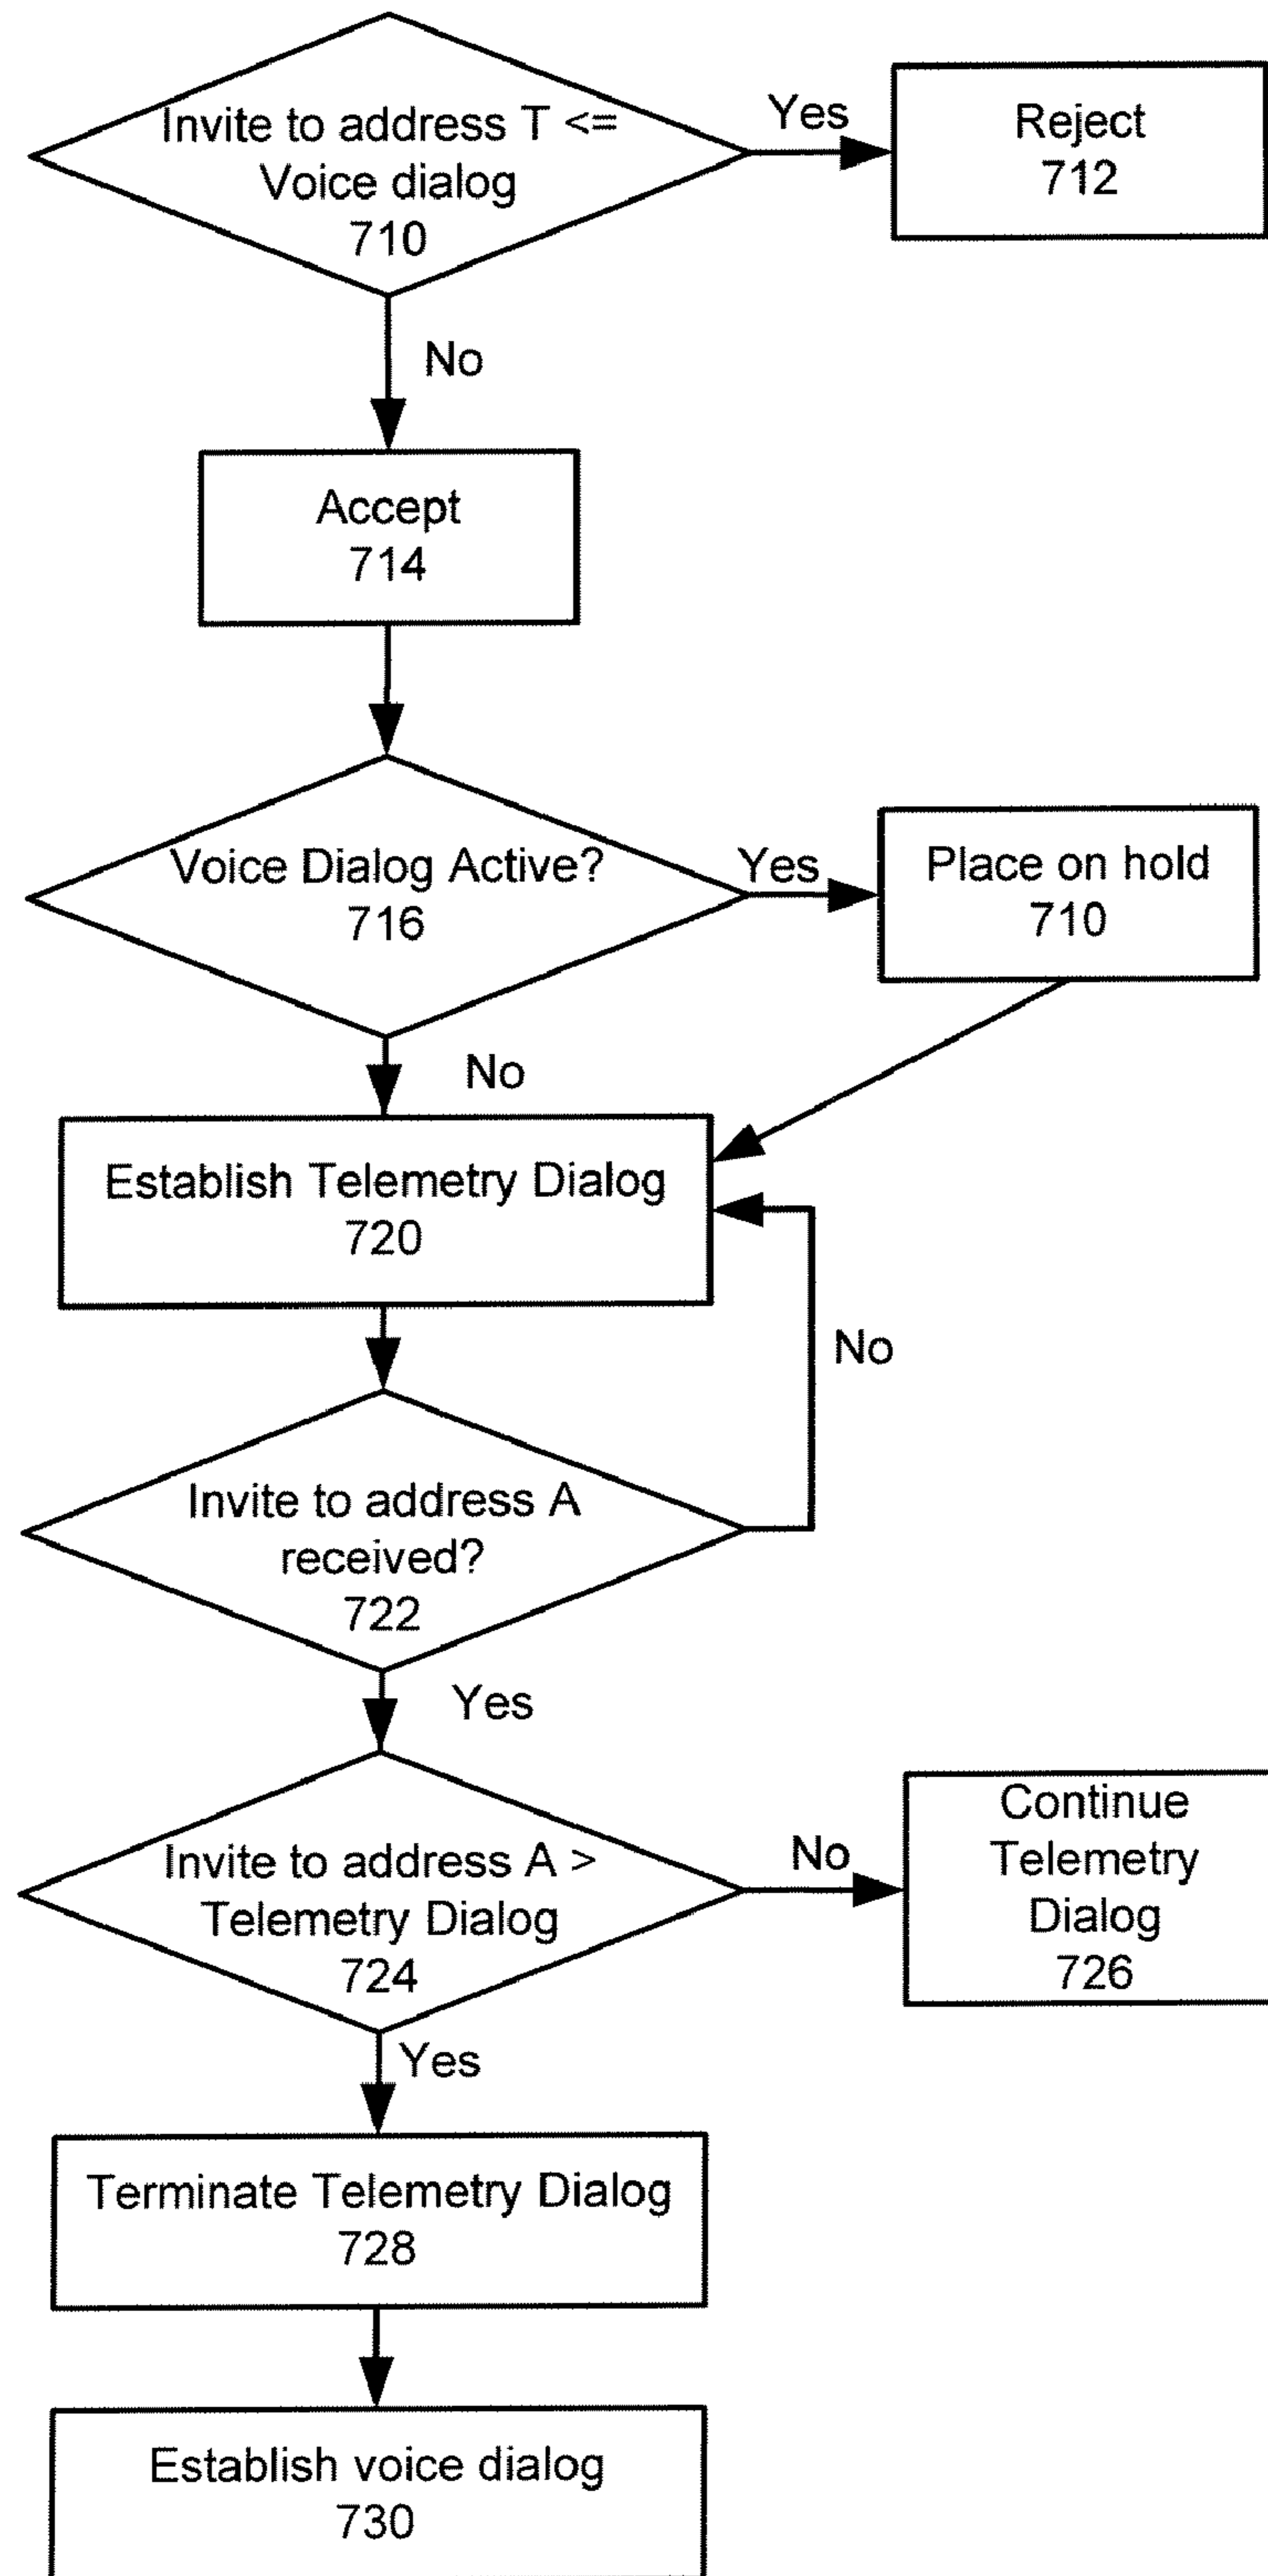 Invite to address T <=
Voice dialog
710
Yes
Reject
712
No
Accept
714
Voice Dialog Active?
716
Yes
Place on hold
710
No
Establish Telemetry Dialog
720
No
Invite to address A
received?
722
Yes
Invite to address A >
Telemetry Dialog
724
No
Continue
Telemetry
Dialog
726
Yes
Terminate Telemetry Dialog
728
Establish voice dialog
730